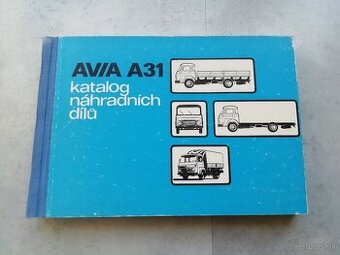 AVIA A31
katalog
náhradních
dílů